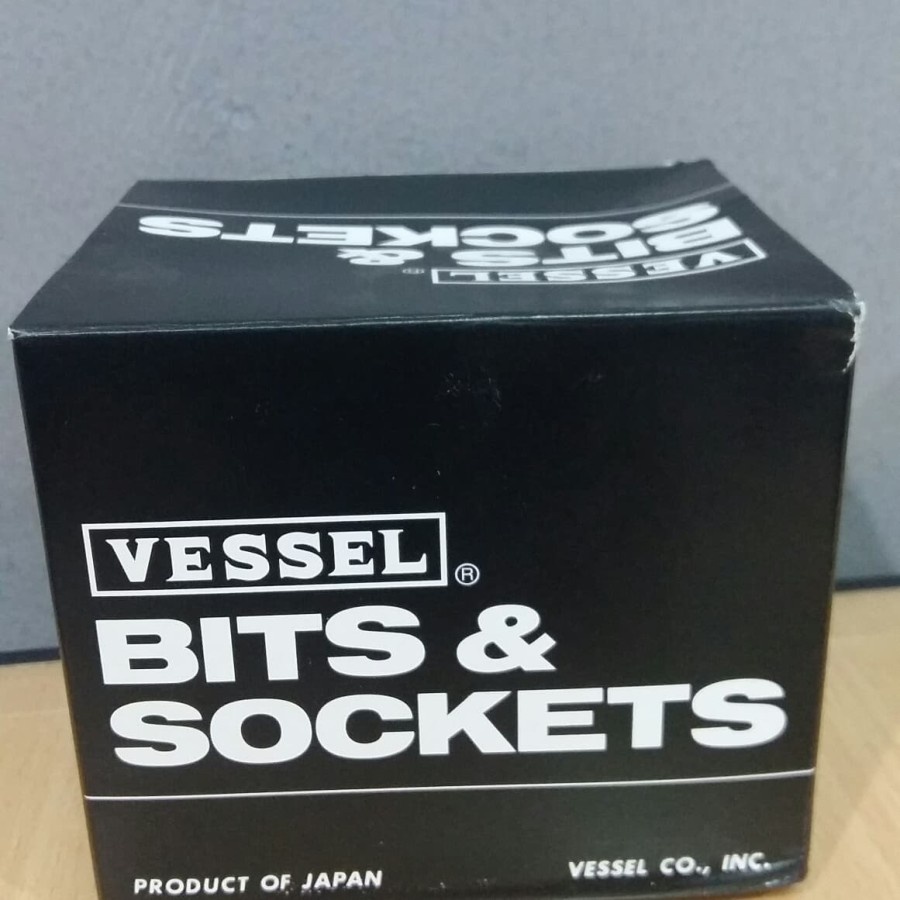 BITS &
SOCKETS
VESSEL ®
VESSEL ®
BITS &
SOCKETS
PRODUCT OF JAPAN
VESSEL CO., INC.